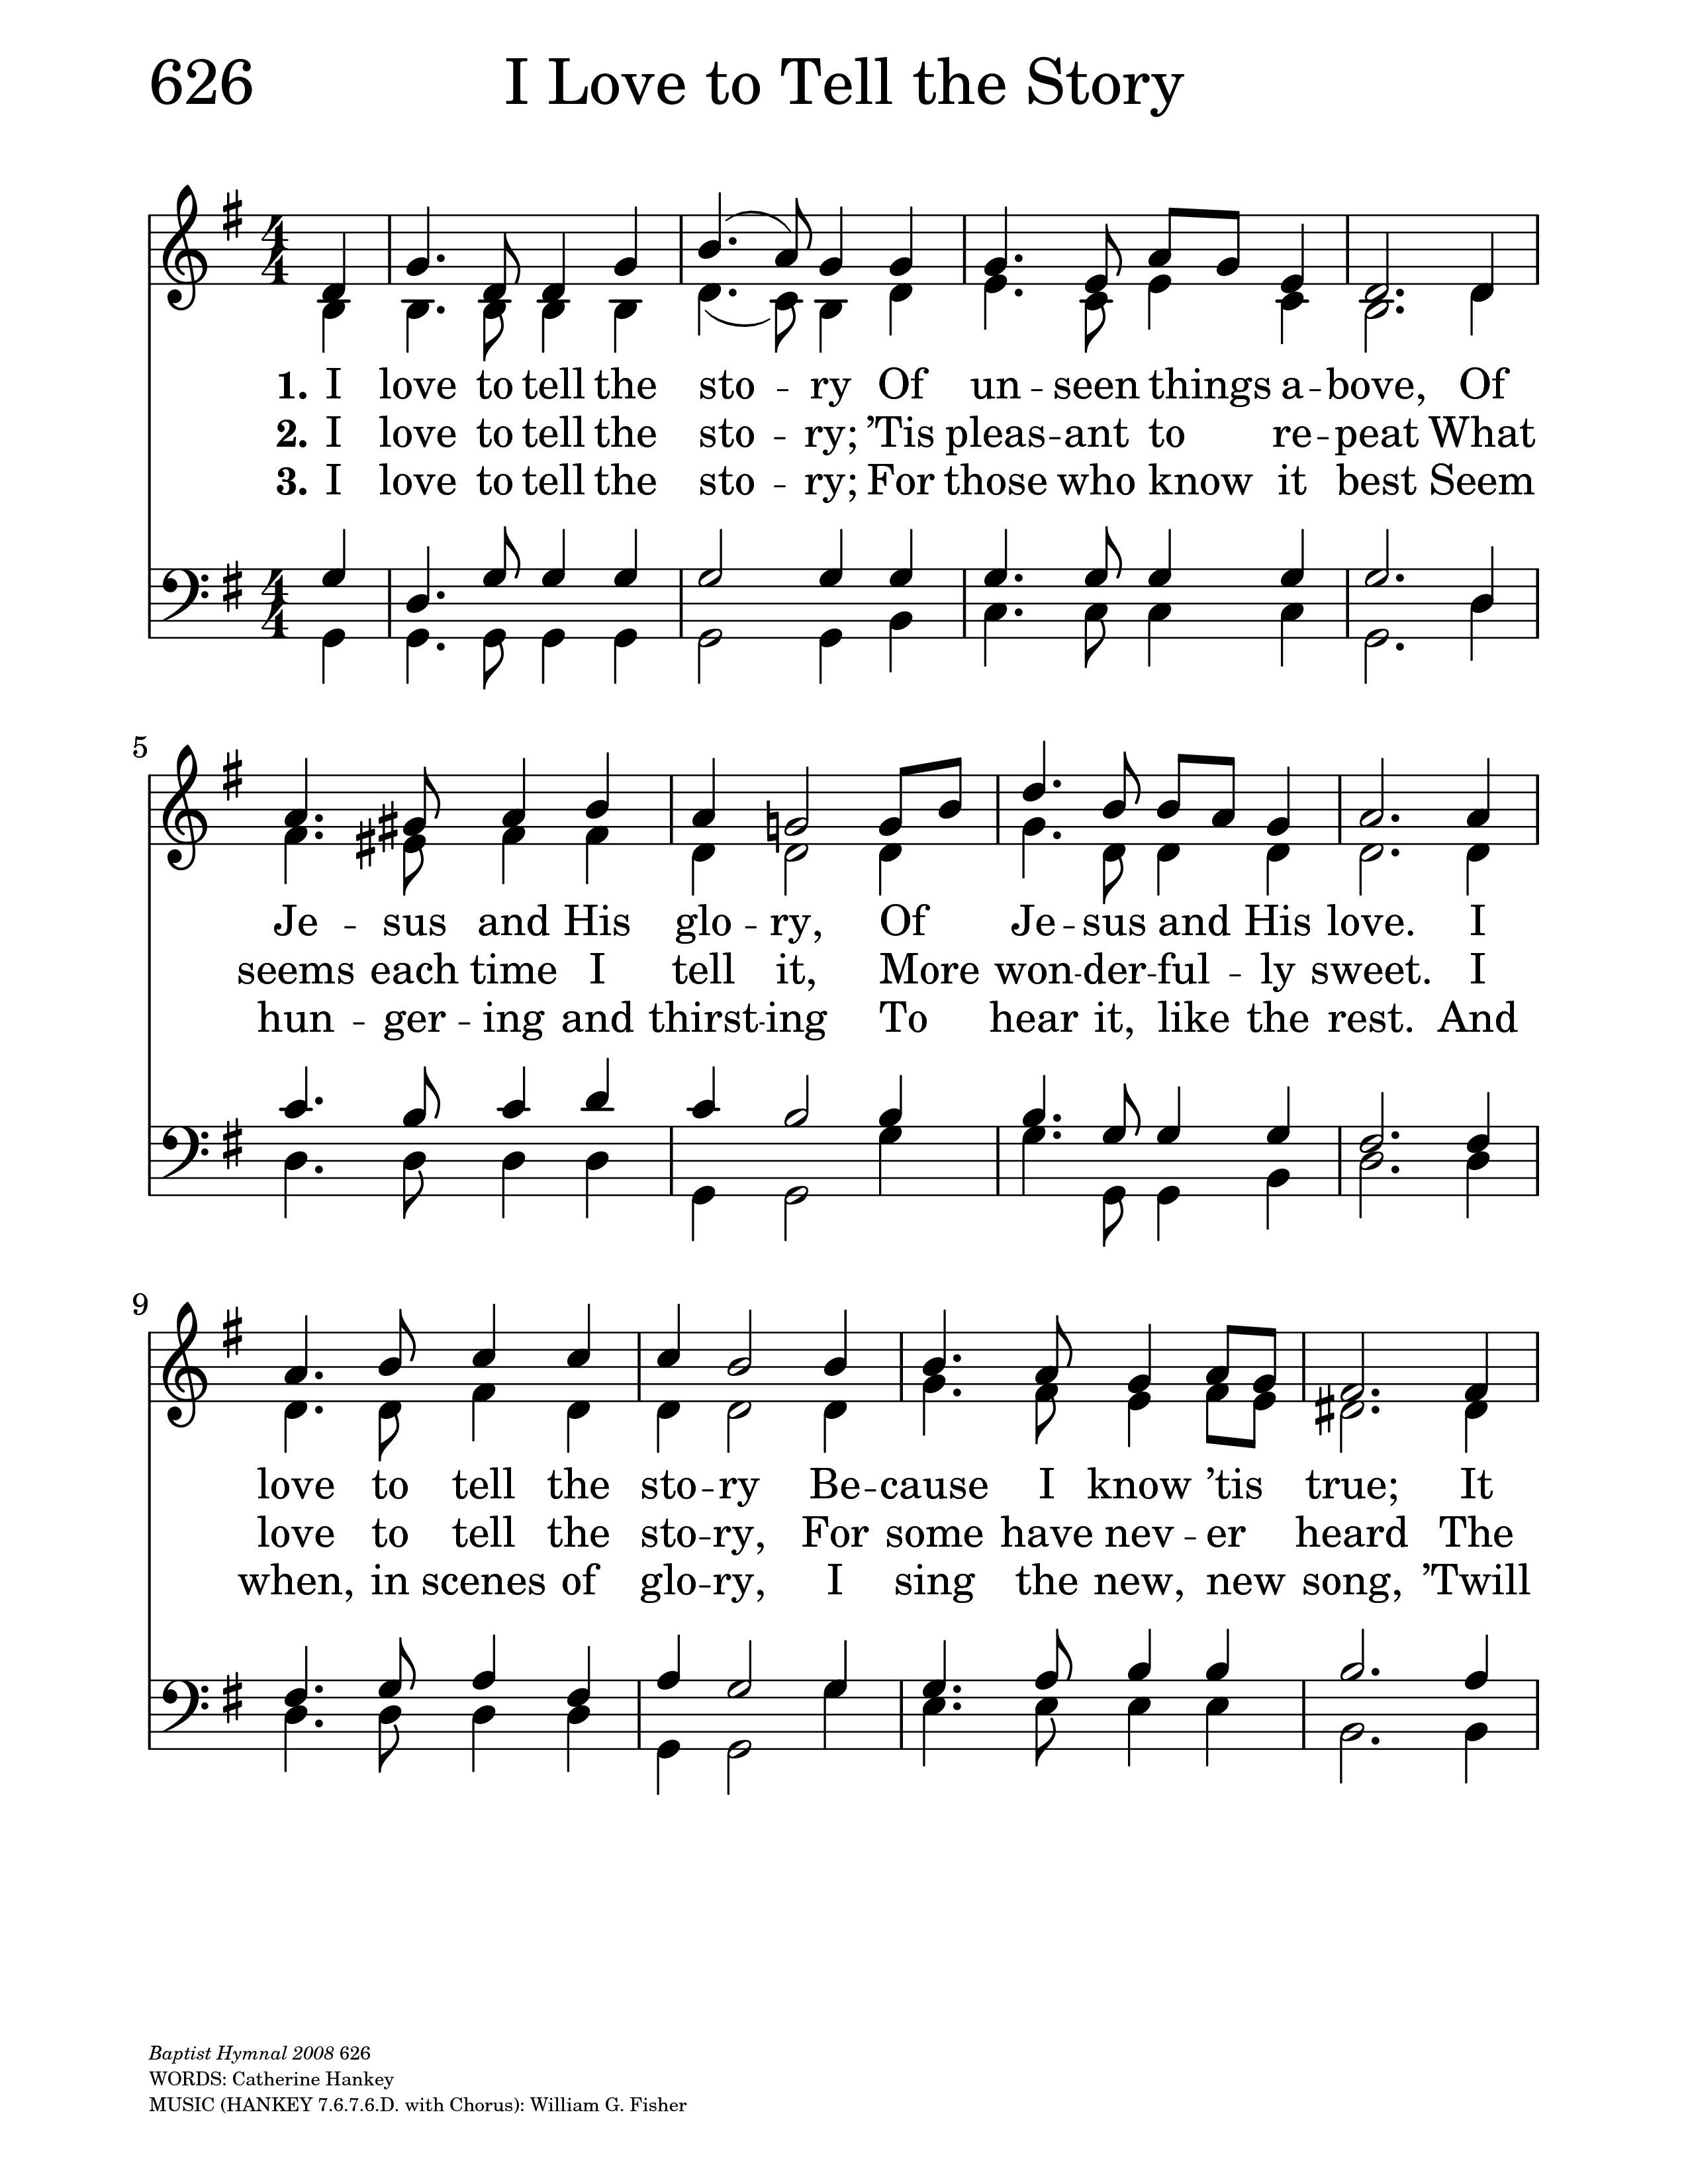 626 I Love to Tell the Story
4
4
1. I love to tell the sto - ry Of un - seen things a - bove, Of
2. I love to tell the sto - ry; ’Tis pleas - ant to re - peat What
3. I love to tell the sto - ry; For those who know it best Seem
4
4
5
Je - sus and His glo - ry, Of Je - sus and His love. I
seems each time I tell it, More won - der - ful - ly sweet. I
hun - ger - ing and thirst - ing To hear it, like the rest. And
9
love to tell the sto - ry Be - cause I know ’tis true; It
love to tell the sto - ry, For some have nev - er heard The
when, in scenes of glo - ry, I sing the new, new song, ’Twill
Baptist Hymnal 2008 626
WORDS: Catherine Hankey
MUSIC (HANKEY 7.6.7.6.D. with Chorus): William G. Fisher